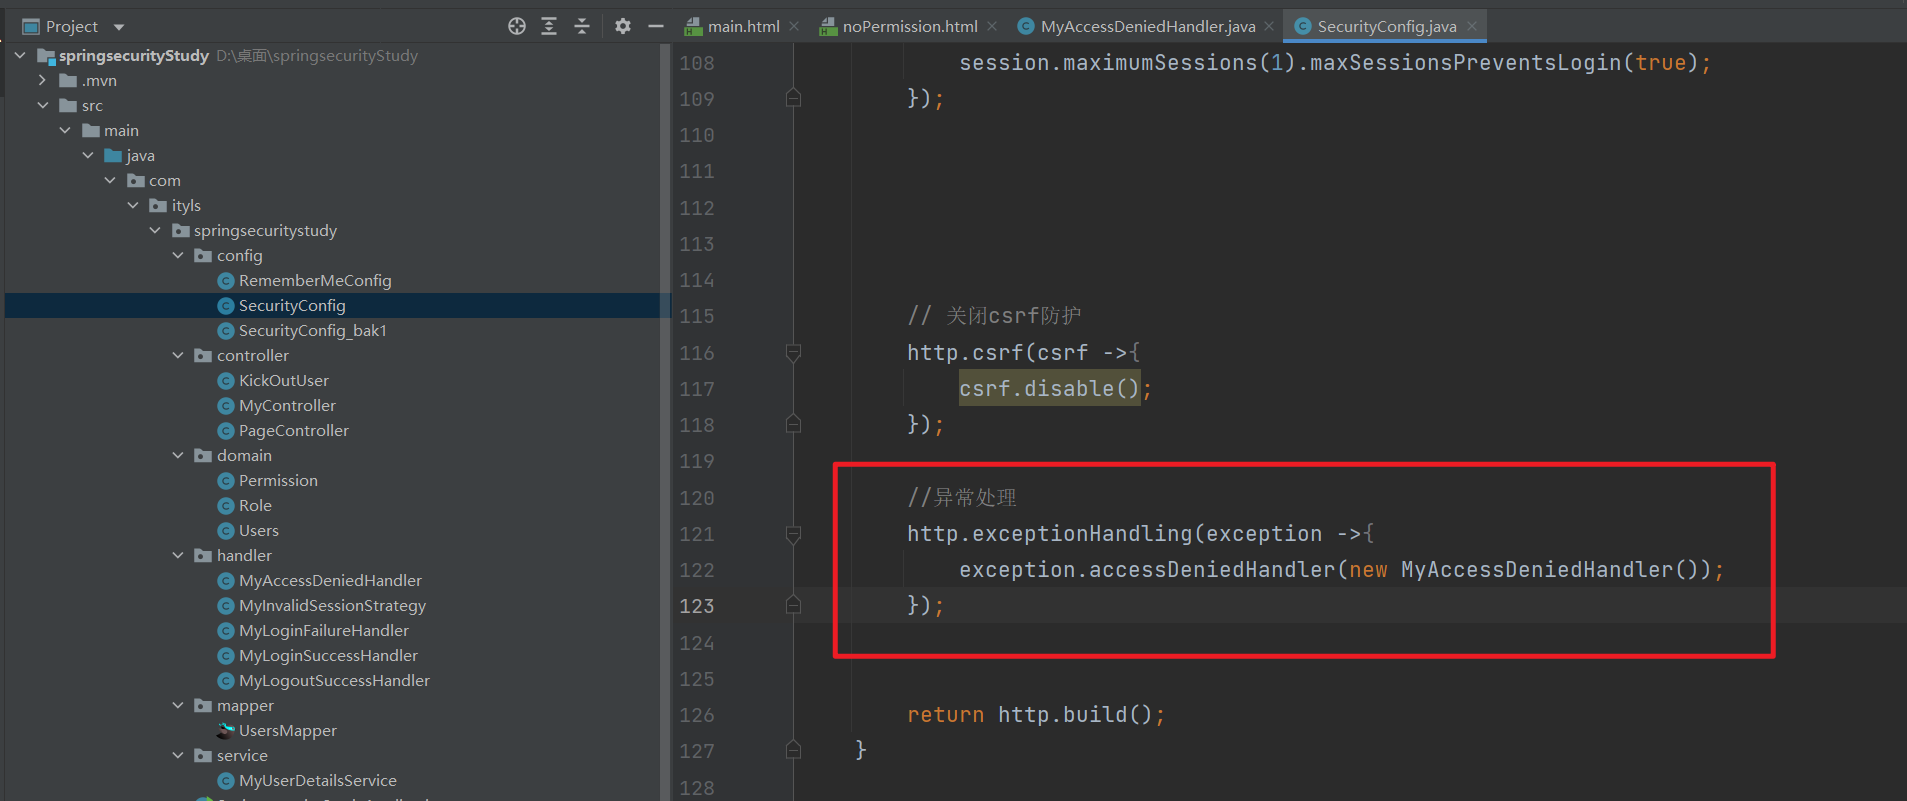 Project
main.html
noPermission.html
MyAccessDeniedHandler.java
SecurityConfig.java
springsecurityStudy D:\桌面\springsecurityStudy
.mvn
src
main
java
com
ityls
springsecuritystudy
config
RememberMeConfig
SecurityConfig
SecurityConfig_bak1
controller
KickOutUser
MyController
PageController
domain
Permission
Role
Users
handler
MyAccessDeniedHandler
MyInvalidSessionStrategy
MyLoginFailureHandler
MyLoginSuccessHandler
MyLogoutSuccessHandler
mapper
UsersMapper
service
MyUserDetailsService
108 session.maximumSessions(1).maxSessionsPreventsLogin(true);
109 });
110
111
112
113
114
115 // 关闭csrf防护
116 http.csrf(csrf ->{
117 csrf.disable();
118 });
119
120 //异常处理
121 http.exceptionHandling(exception ->{
122 exception.accessDeniedHandler(new MyAccessDeniedHandler());
123 });
124
125
126 return http.build();
127 }
128